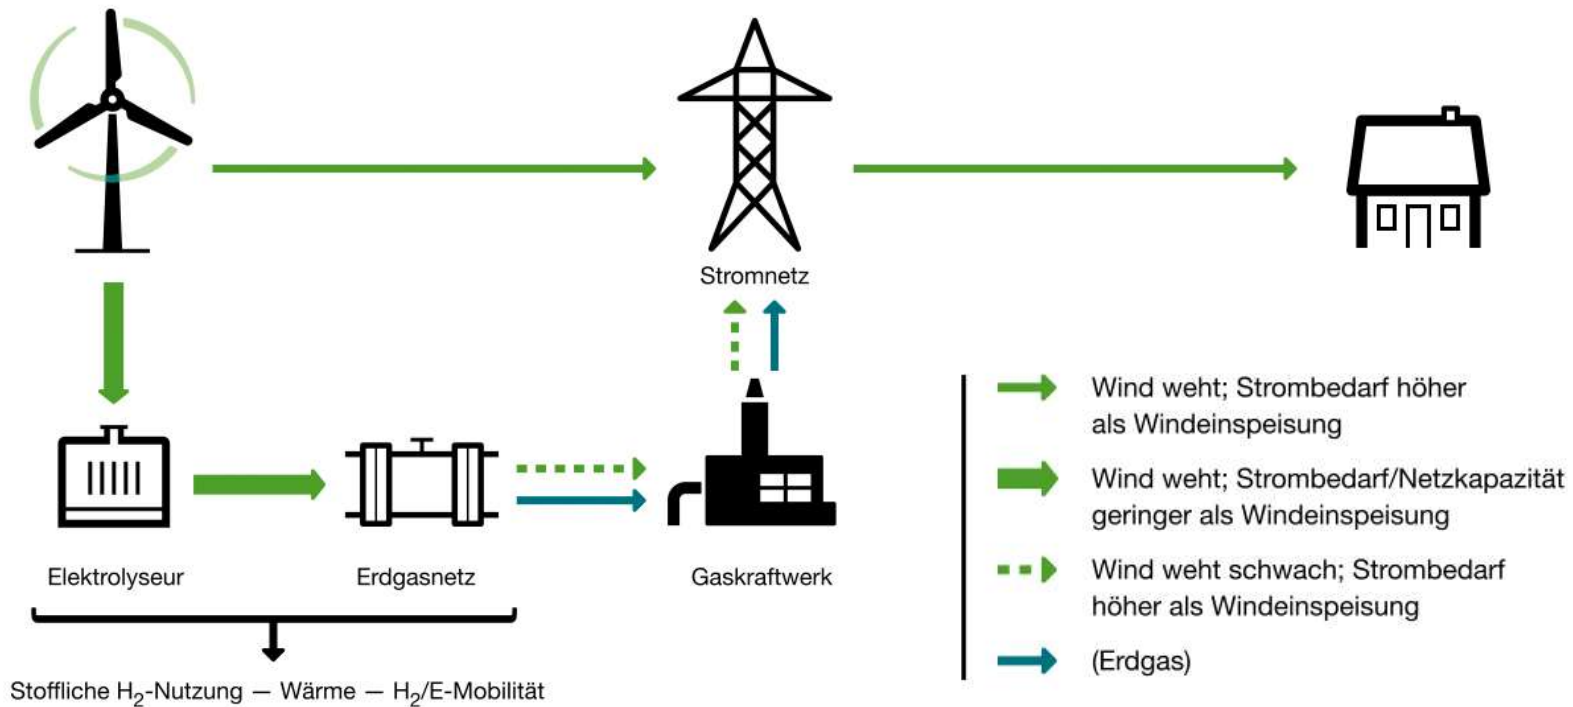 Stromnetz
Wind weht; Strombedarf höher
als Windeinspeisung
Wind weht; Strombedarf/Netzkapazität
geringer als Windeinspeisung
Wind weht schwach; Strombedarf
höher als Windeinspeisung
(Erdgas)
Elektrolyseur
Erdgasnetz
Gaskraftwerk
Stoffliche H₂-Nutzung – Wärme – H₂/E-Mobilität